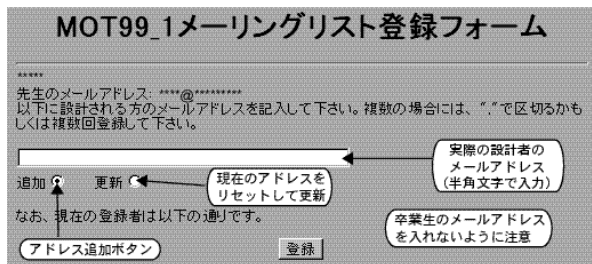 MOT99_1メーリングリスト登録フォーム
*****
先生のメールアドレス: ****@*********
以下に設計される方のメールアドレスを記入して下さい。複数の場合には、","で区切るかも
しくは複数回登録して下さい。
実際の設計者の
メールアドレス
(半角文字で入力)
追加
更新
現在のアドレスを
リセットして更新
なお、現在の登録者は以下の通りです。
卒業生のメールアドレス
を入れないように注意
アドレス追加ボタン
登録